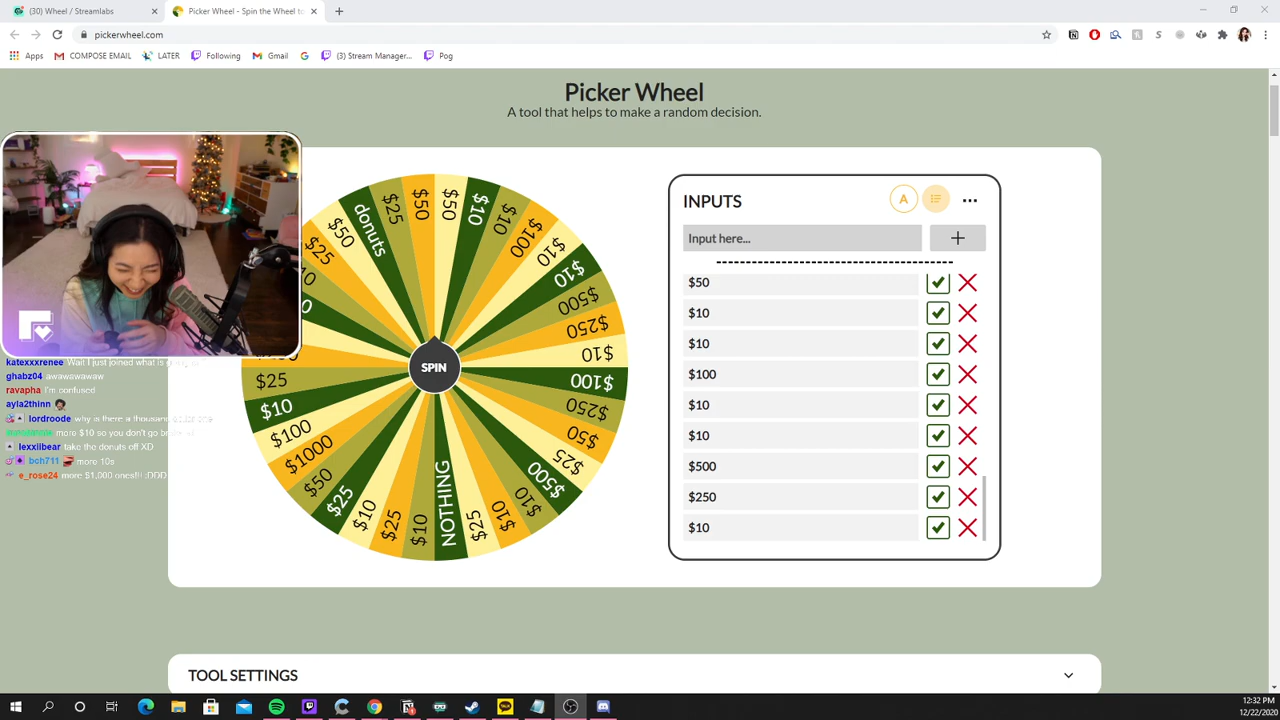 (30) Wheel / Streamlabs
Picker Wheel - Spin the Wheel to
pickerwheel.com
Apps
COMPOSE EMAIL
LATER
Following
Gmail
(3) Stream Manager...
Pog
Picker Wheel
A tool that helps to make a random decision.
$50
$10
$10
$100
$10
$10
$500
$250
$10
$100
$250
$50
$25
$500
$10
$10
$25
NOTHING
$10
$25
$10
$25
$50
$1000
$100
$10
$25
$25
$50
donuts
$25
$50
SPIN
INPUTS
A
Input here...
$50
$10
$10
$100
$10
$10
$500
$250
$10
katexxxrenee Wait I just joined what is
ghabz04 awawawawaw
ravapha I'm confused
ayla2thinn
lordroode why is there a thousand
more $10 so you don't go
lexxilbear take the donuts off XD
bch711 more 10s
e_rose24 more $1,000 ones!!! :DDD
TOOL SETTINGS
12:32 PM
12/22/2020